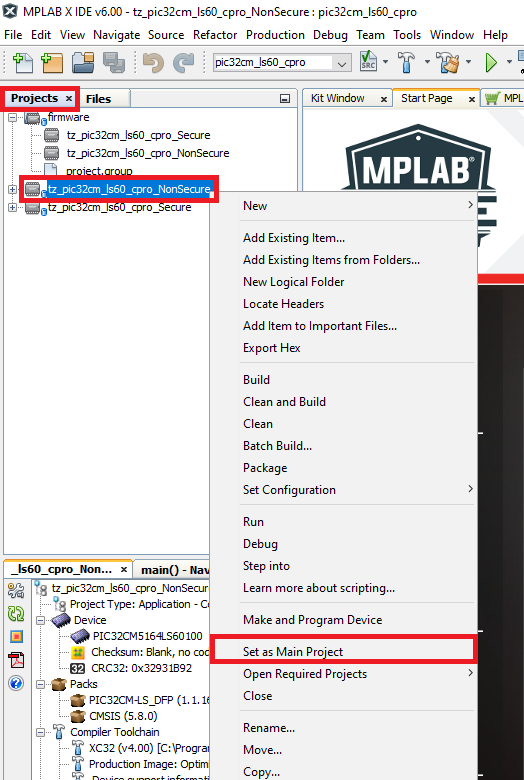 MPLAB X IDE v6.00 - tz_pic32cm_ls60_cpro_NonSecure : pic32cm_ls60_cpro
File Edit View Navigate Source Refactor Production Debug Team Tools Window Help
pic32cm_ls60_cpro
SRC
Projects × Files
Kit Window × Start Page ×
firmware
tz_pic32cm_ls60_cpro_Secure
tz_pic32cm_ls60_cpro_NonSecure
project.group
tz_pic32cm_ls60_cpro_NonSecure
tz_pic32cm_ls60_cpro_Secure
MPLAB
New
Add Existing Item...
Add Existing Items from Folders...
New Logical Folder
Locate Headers
Add Item to Important Files...
Export Hex
Build
Clean and Build
Clean
Batch Build...
Package
Set Configuration
Run
Debug
Step into
Learn more about scripting...
Make and Program Device
Set as Main Project
Open Required Projects
Close
Rename...
Move...
Copy...
_ls60_cpro_Non... × main() - Nav
tz_pic32cm_ls60_cpro_NonSecure
Project Type: Application - Co
Device
PIC32CM5164LS60100
Checksum: Blank, no cod
32 CRC32: 0x32931B92
Packs
PIC32CM-LS_DFP (1.1.16
CMSIS (5.8.0)
Compiler Toolchain
XC32 (v4.00) [C:\Program
Production Image: Optim
Device support informatio